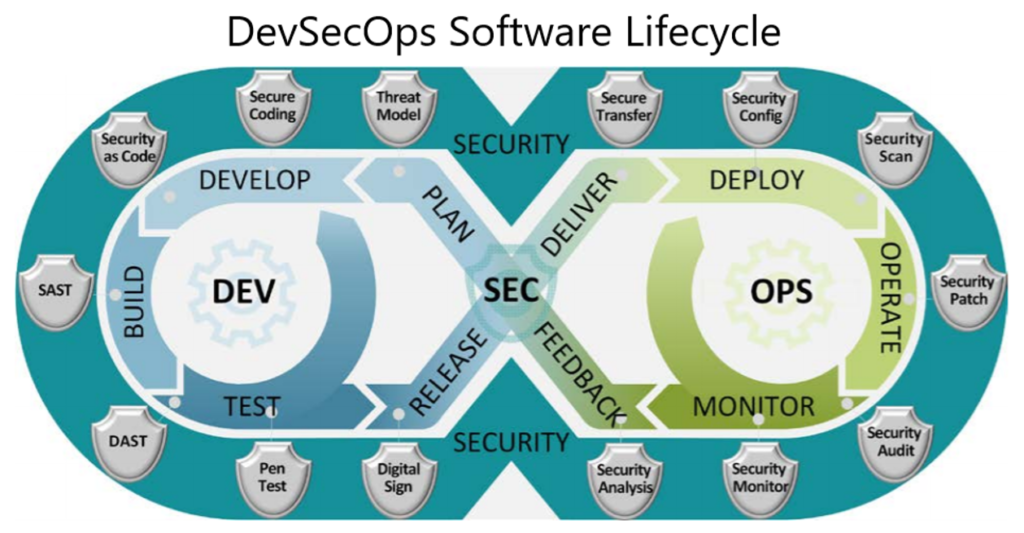 DevSecOps Software Lifecycle
Secure
Coding
Threat
Model
Secure
Transfer
Security
Config
Security
as Code
SECURITY
Security
Scan
DEVELOP
PLAN
DELIVER
DEPLOY
SAST
BUILD
DEV
SEC
OPS
OPERATE
Security
Patch
TEST
RELEASE
FEEDBACK
MONITOR
DAST
SECURITY
Security
Audit
Pen
Test
Digital
Sign
Security
Analysis
Security
Monitor